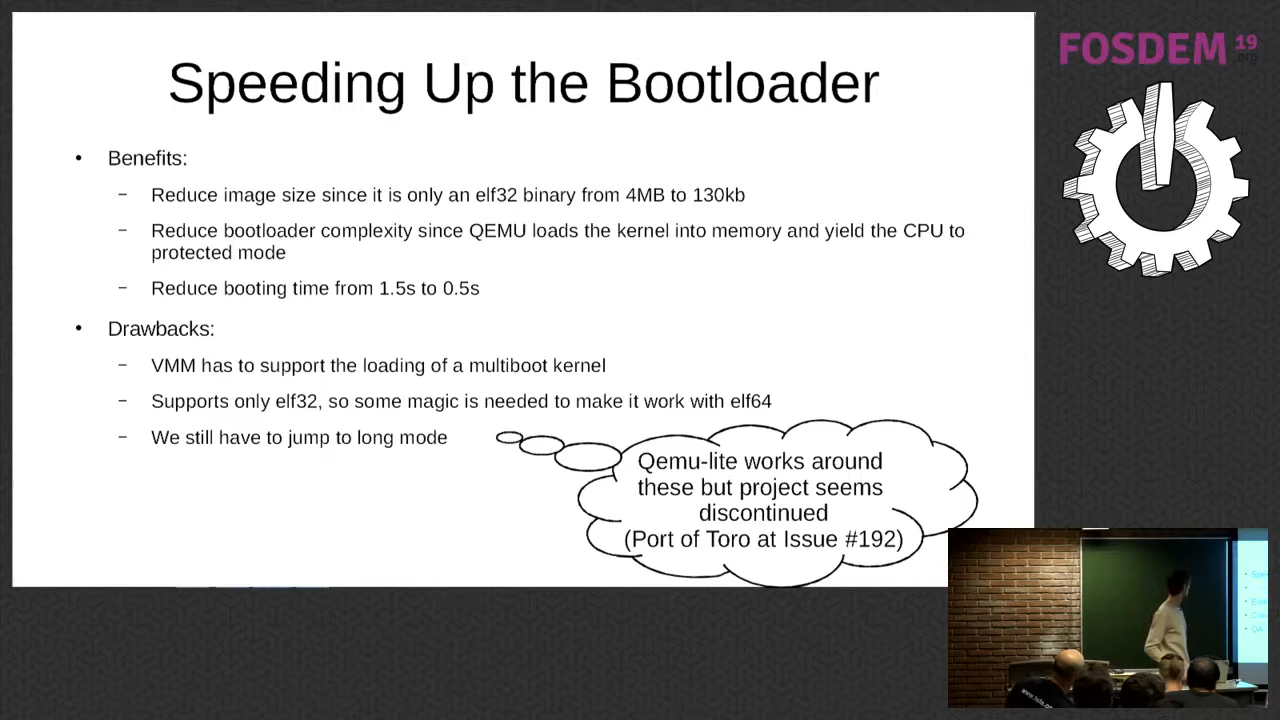 Speeding Up the Bootloader
FOSDEM 19
.org
• Benefits:
– Reduce image size since it is only an elf32 binary from 4MB to 130kb
– Reduce bootloader complexity since QEMU loads the kernel into memory and yield the CPU to
protected mode
– Reduce booting time from 1.5s to 0.5s
• Drawbacks:
– VMM has to support the loading of a multiboot kernel
– Supports only elf32, so some magic is needed to make it work with elf64
– We still have to jump to long mode
Qemu-lite works around
these but project seems
discontinued
(Port of Toro at Issue #192)
• QA